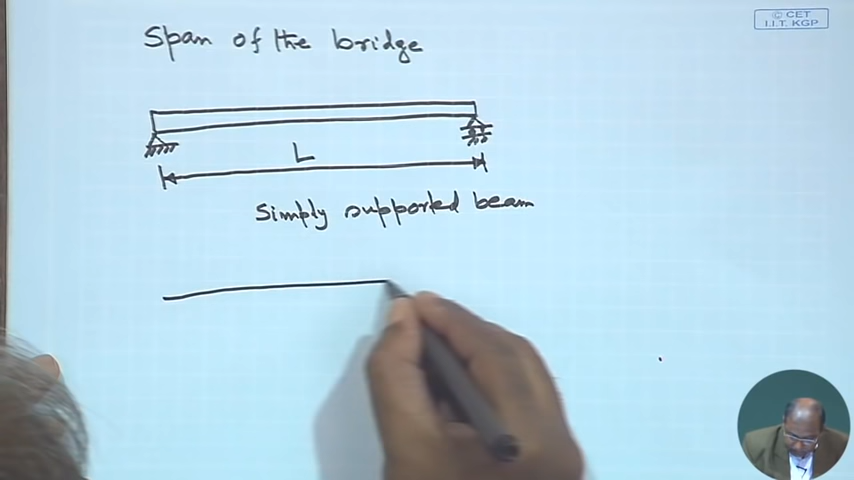 © CET
I.I.T. KGP
Span of the bridge
L
Simply supported beam